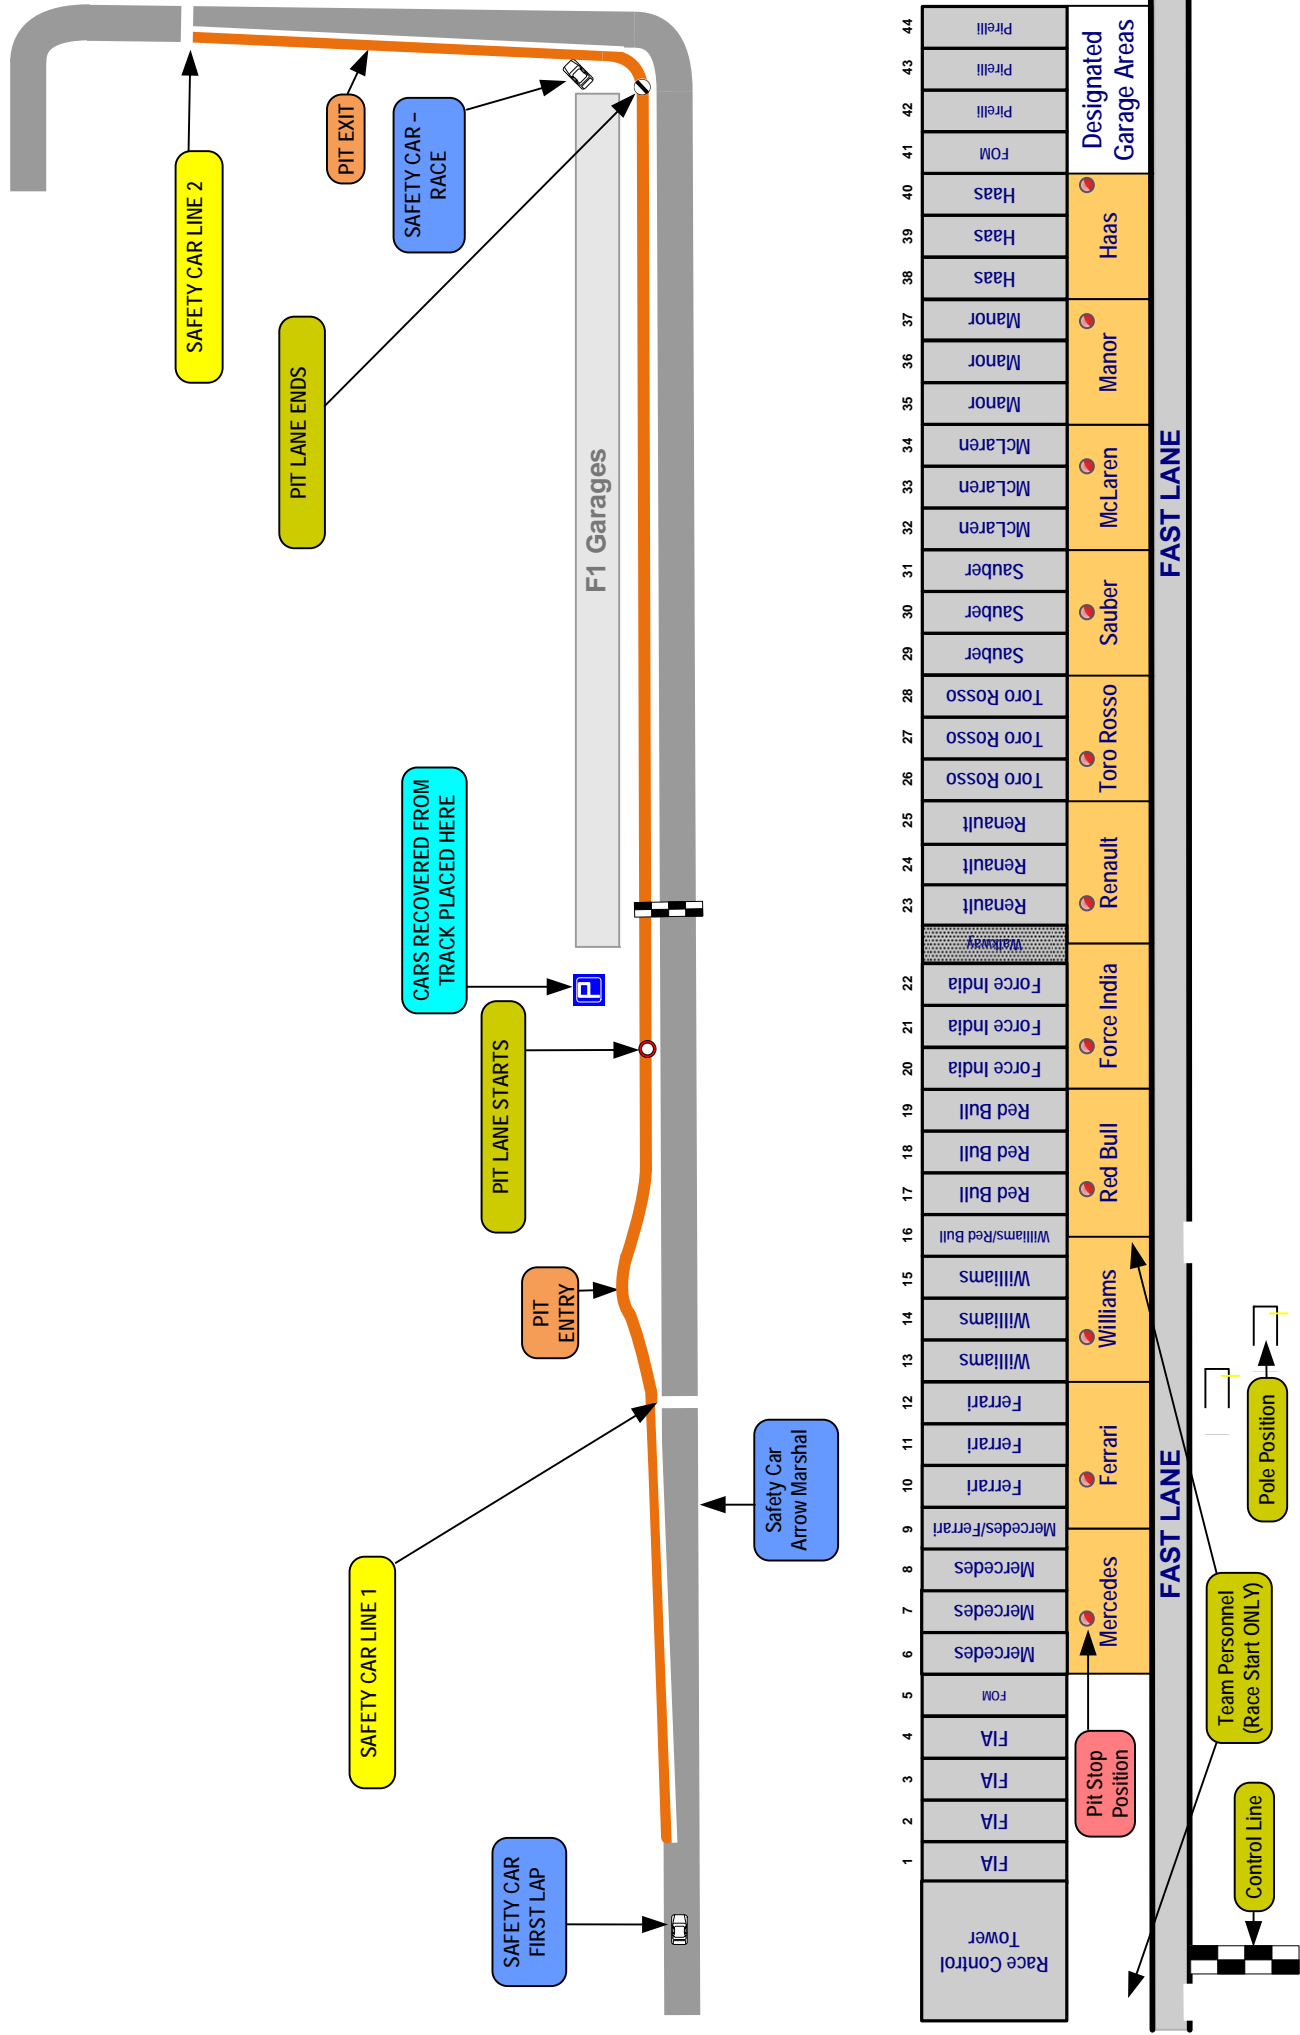 SAFETY CAR LINE 2
PIT EXIT
SAFETY CAR –
RACE
PIT LANE ENDS
F1 Garages
CARS RECOVERED FROM
TRACK PLACED HERE
P
PIT LANE STARTS
PIT
ENTRY
SAFETY CAR LINE 1
Safety Car
Arrow Marshal
SAFETY CAR
FIRST LAP
44
Pirelli
43
Pirelli
42
Pirelli
41
FOM
40
Haas
39
Haas
38
Haas
37
Manor
36
Manor
35
Manor
34
McLaren
33
McLaren
32
McLaren
31
Sauber
30
Sauber
29
Sauber
28
Toro Rosso
27
Toro Rosso
26
Toro Rosso
25
Renault
24
Renault
23
Renault
Walkway
22
Force India
21
Force India
20
Force India
19
Red Bull
18
Red Bull
17
Red Bull
16
Williams/Red Bull
15
Williams
14
Williams
13
Williams
12
Ferrari
11
Ferrari
10
Ferrari
9
Mercedes/Ferrari
8
Mercedes
7
Mercedes
6
Mercedes
5
FOM
4
FIA
3
FIA
2
FIA
1
FIA
Race Control
Tower
Designated
Garage Areas
Haas
Manor
McLaren
Sauber
Toro Rosso
Renault
Force India
Red Bull
Williams
Ferrari
Mercedes
Pit Stop
Position
FAST LANE
FAST LANE
Pole Position
Team Personnel
(Race Start ONLY)
Control Line